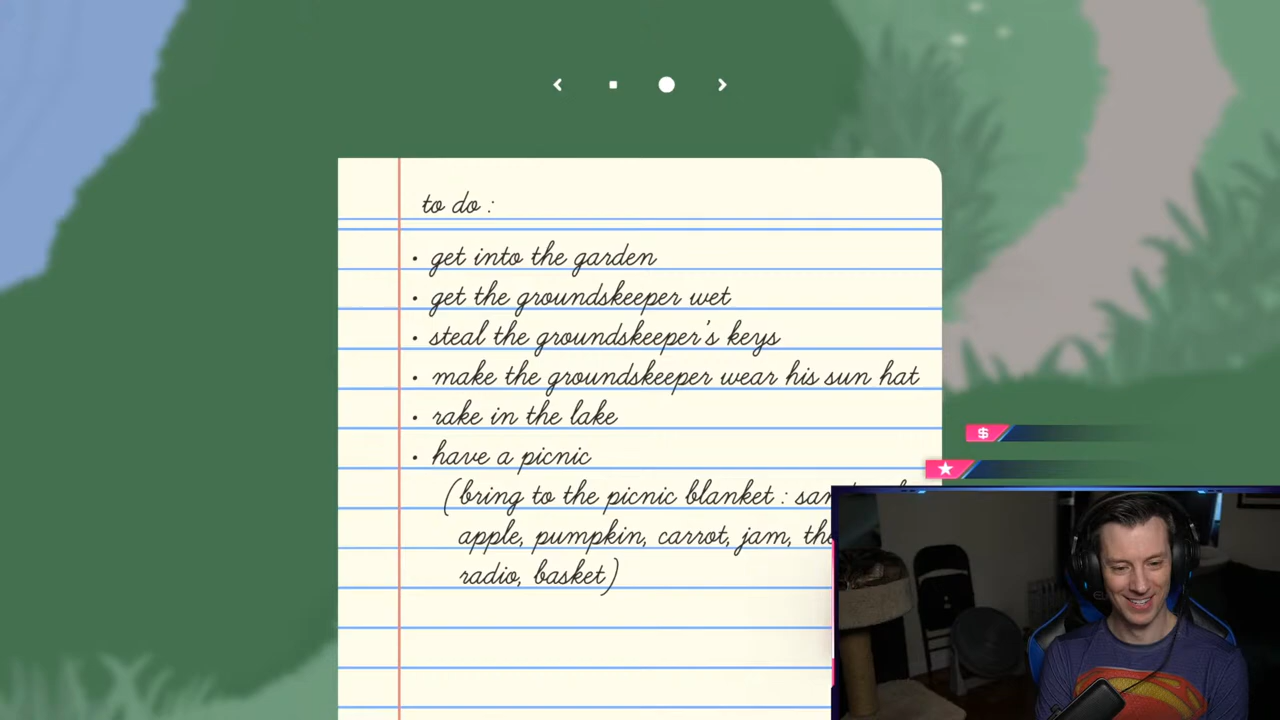 to do :
• get into the garden
• get the groundskeeper wet
• steal the groundskeeper's keys
• make the groundskeeper wear his sun hat
• rake in the lake
• have a picnic
(bring to the picnic blanket :
apple, pumpkin, carrot, jam,
radio, basket)
$